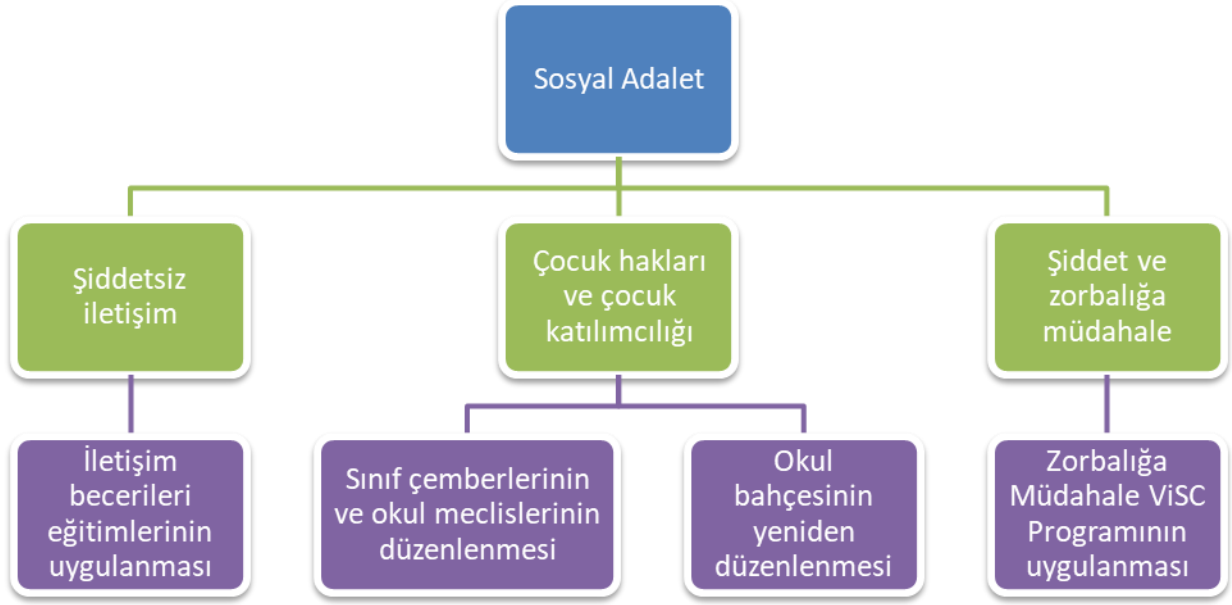 Sosyal Adalet
Şiddetsiz
iletişim
Çocuk hakları
ve çocuk
katılımcılığı
Şiddet ve
zorbalığa
müdahale
İletişim
becerileri
eğitimlerinin
uygulanması
Sınıf çemberlerinin
ve okul meclislerinin
düzenlenmesi
Okul
bahçesinin
yeniden
düzenlenmesi
Zorbalığa
Müdahale ViSC
Programının
uygulanması